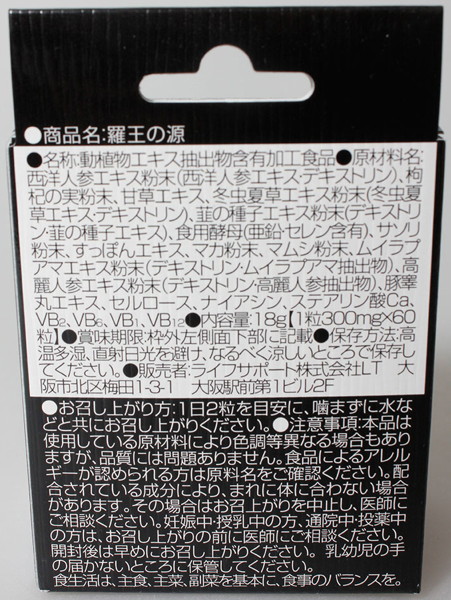 ●商品名:羅王の源
●名称:動植物エキス抽出物含有加工食品●原材料名:
西洋人参エキス粉末(西洋人参エキス・デキストリン)、枸
杞の実粉末、甘草エキス、冬虫夏草エキス粉末(冬虫夏
草エキス・デキストリン)、韮の種子エキス粉末(デキストリ
ン・韮の種子エキス)、食用酵母(亜鉛・セレン含有)、サソリ
粉末、すっぽんエキス、マカ粉末、マムシ粉末、ムイラプ
アマエキス粉末(デキストリン・ムイラプアマ抽出物)、高
麗人参エキス末(デキストリン・高麗人参抽出物)、豚睾
丸エキス、セルロース、ナイアシン、ステアリン酸Ca、
VB2、VB6、VB1、VB12●内容量:18g【1粒300mg×60
粒】●賞味期限:枠外左側面下部に記載●保存方法:高
温多湿、直射日光を避け、なるべく涼しいところで保存し
てください。●販売者:ライフサポート株式会社LT 大
阪市北区梅田1-3-1 大阪駅前第1ビル2F
●お召し上がり方:1日2粒を目安に、噛まずに水な
どと共にお召し上がりください。●注意事項:本品は
使用している原材料により色調等異なる場合もあり
ますが、品質には問題ありません。食品によるアレル
ギーが認められる方は原料名をご確認ください。配
合されている成分により、まれに体に合わない場合
があります。その場合はお召し上がりを中止し、医師に
ご相談ください。妊娠中・授乳中の方、通院中・投薬中
の方は、お召し上がりの前に医師にご相談ください。
開封後は早めにお召し上がりください。 乳幼児の手
の届かないところに保管してください。
食生活は、主食、主菜、副菜を基本に、食事のバランスを。